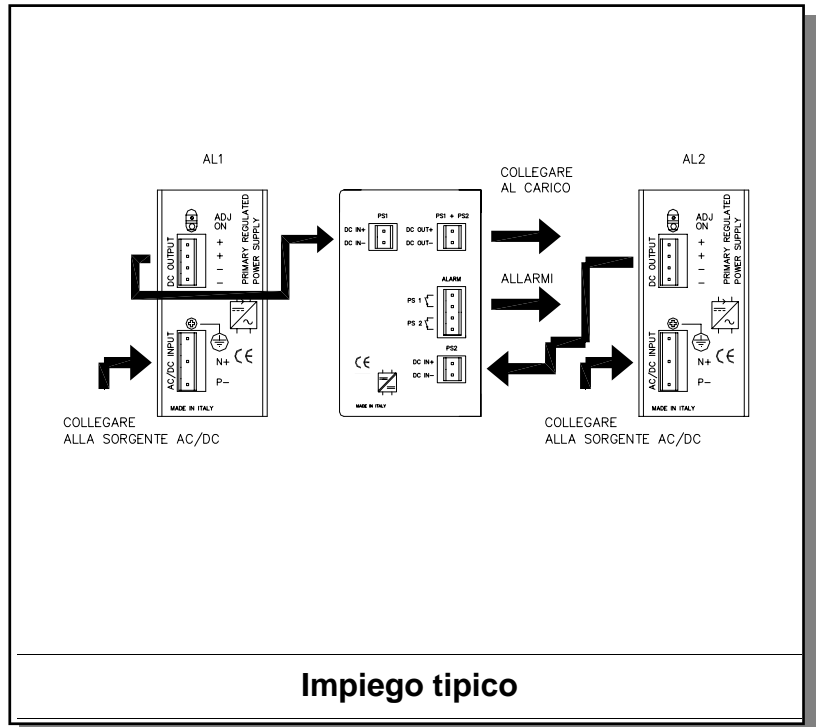 AL1
ADJ
ON
+
+
-
-
DC OUTPUT
PRIMARY REGULATED
POWER SUPPLY
AC/DC INPUT
N+
P-
CE
MADE IN ITALY
COLLEGARE
ALLA SORGENTE AC/DC
PS1
DC IN+
DC IN-
PS1 + PS2
DC OUT+
DC OUT-
ALARM
PS 1
PS 2
PS2
DC IN+
DC IN-
CE
MADE IN ITALY
COLLEGARE
AL CARICO
ALLARMI
AL2
ADJ
ON
+
+
-
-
DC OUTPUT
PRIMARY REGULATED
POWER SUPPLY
AC/DC INPUT
N+
P-
CE
MADE IN ITALY
COLLEGARE
ALLA SORGENTE AC/DC
Impiego tipico